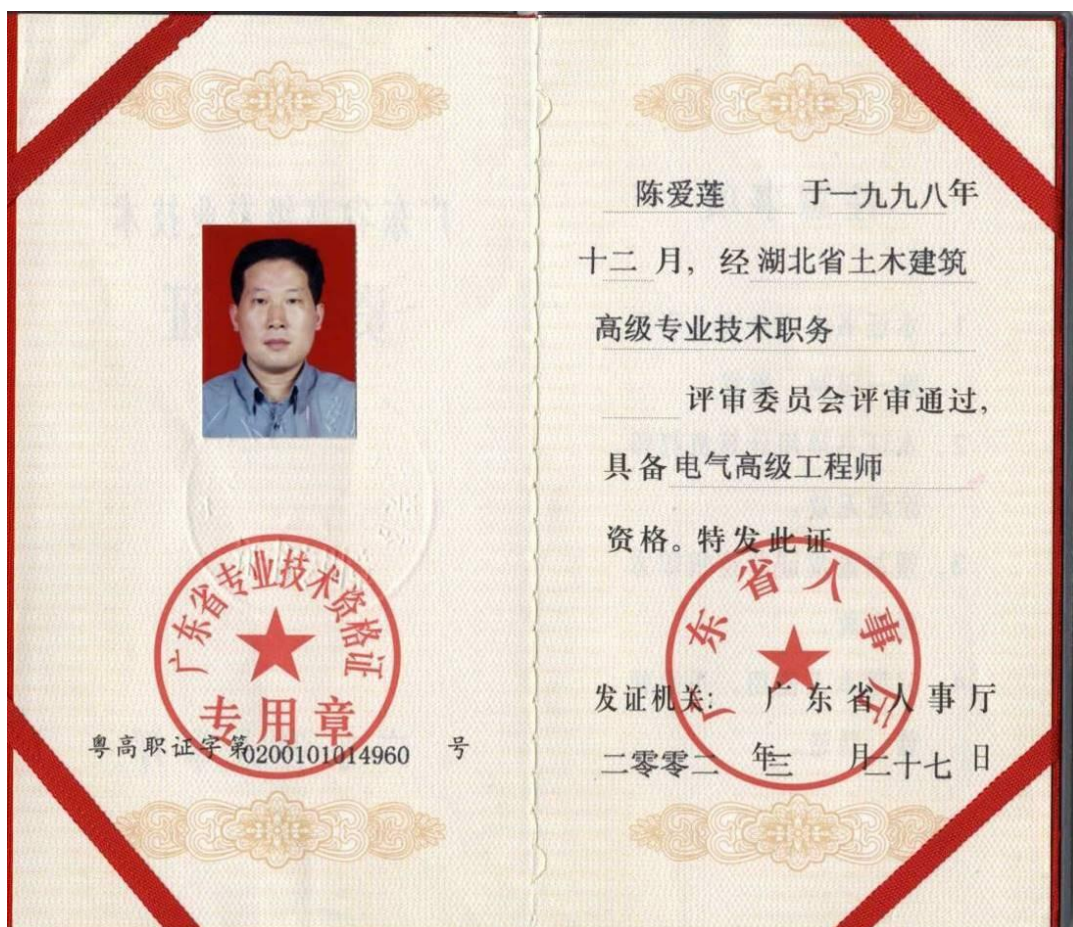 广东省专业技术资格证
专用章
粤高职证字第0200101014960 号
陈爱莲 于一九九八年
十二 月, 经 湖北省土木建筑
高级专业技术职务
评审委员会评审通过,
具备 电气高级工程师
资格。特发此证
广东省人事厅
发证机关: 广东省人事厅
二零零二 年三 月二十七 日